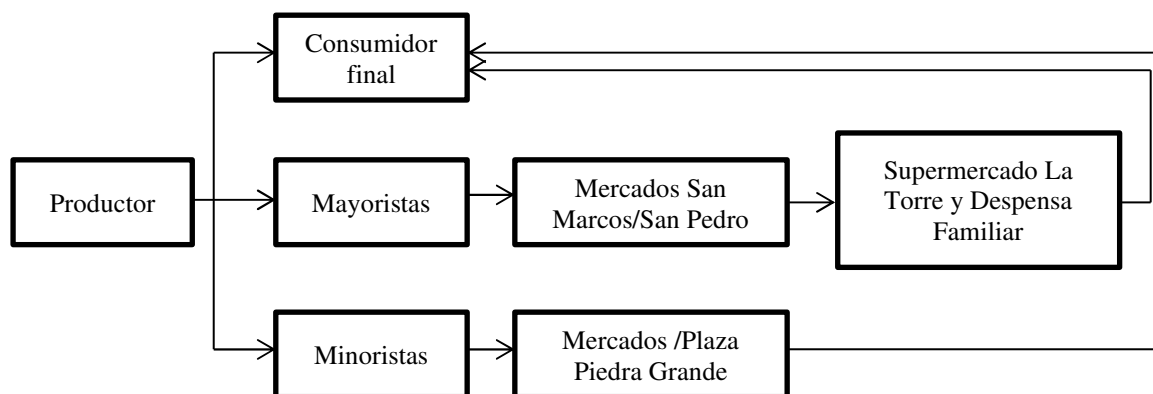 Consumidor
final
Productor
Mayoristas
Mercados San
Marcos/San Pedro
Supermercado La
Torre y Despensa
Familiar
Minoristas
Mercados /Plaza
Piedra Grande